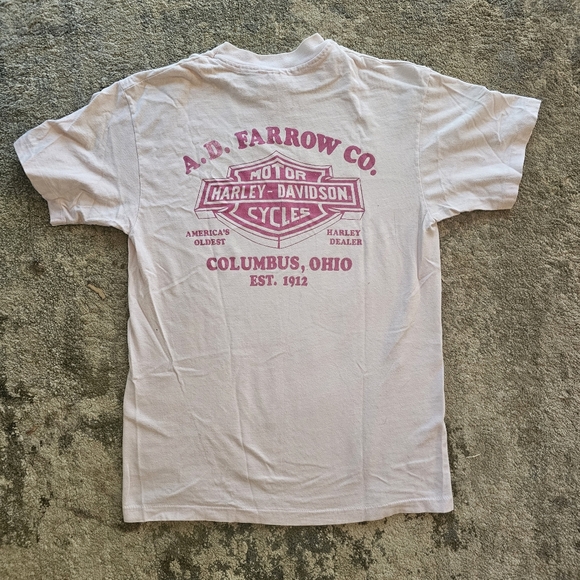 A.D. FARROW CO.
MOTOR
HARLEY-DAVIDSON
CYCLES
AMERICA'S OLDEST
HARLEY DEALER
COLUMBUS, OHIO
EST. 1912